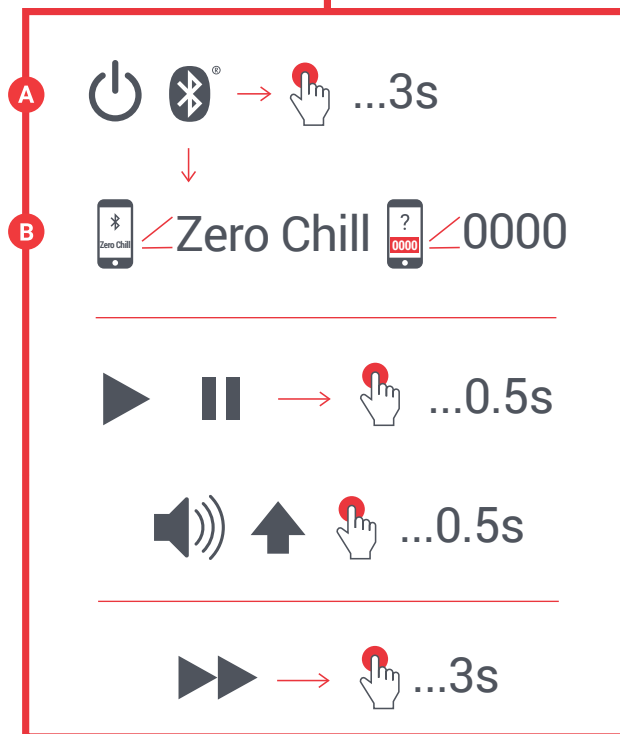 A ® ...3s
B Zero Chill Zero Chill ? 0000 0000
...0.5s
...0.5s
...3s